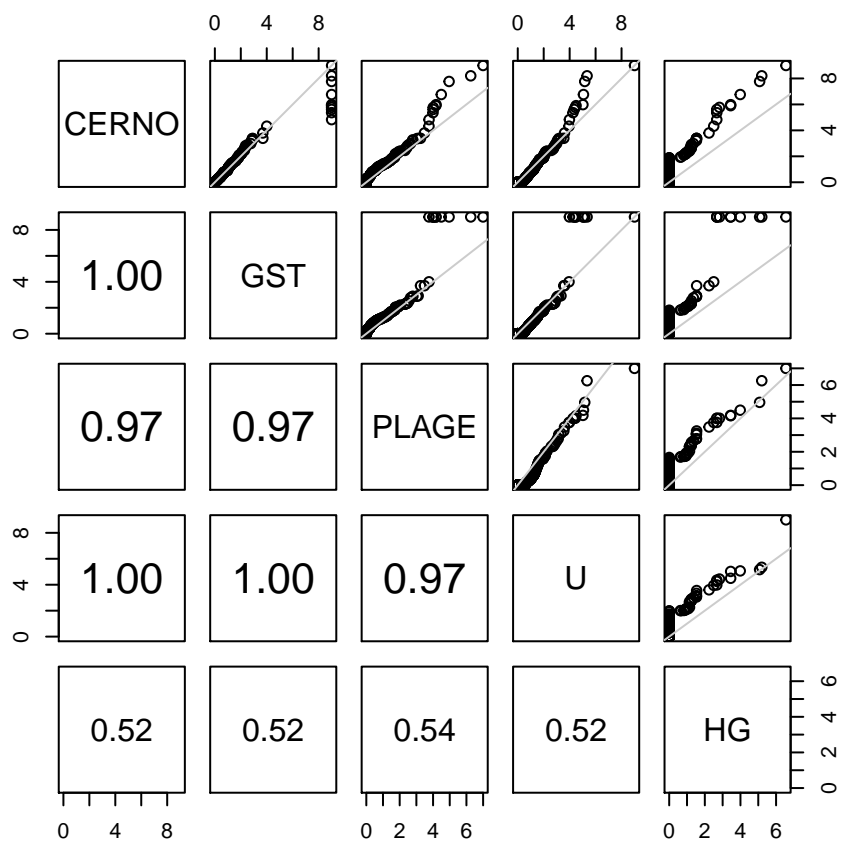 0 4 8 0 4 8
CERNO
0 4 8
0 4 8
1.00 GST
0.97 0.97 PLAGE
0 2 4 6
0 4 8
1.00 1.00 0.97 U
0.52 0.52 0.54 0.52 HG
0 2 4 6
0 4 8 0 2 4 6 0 2 4 6